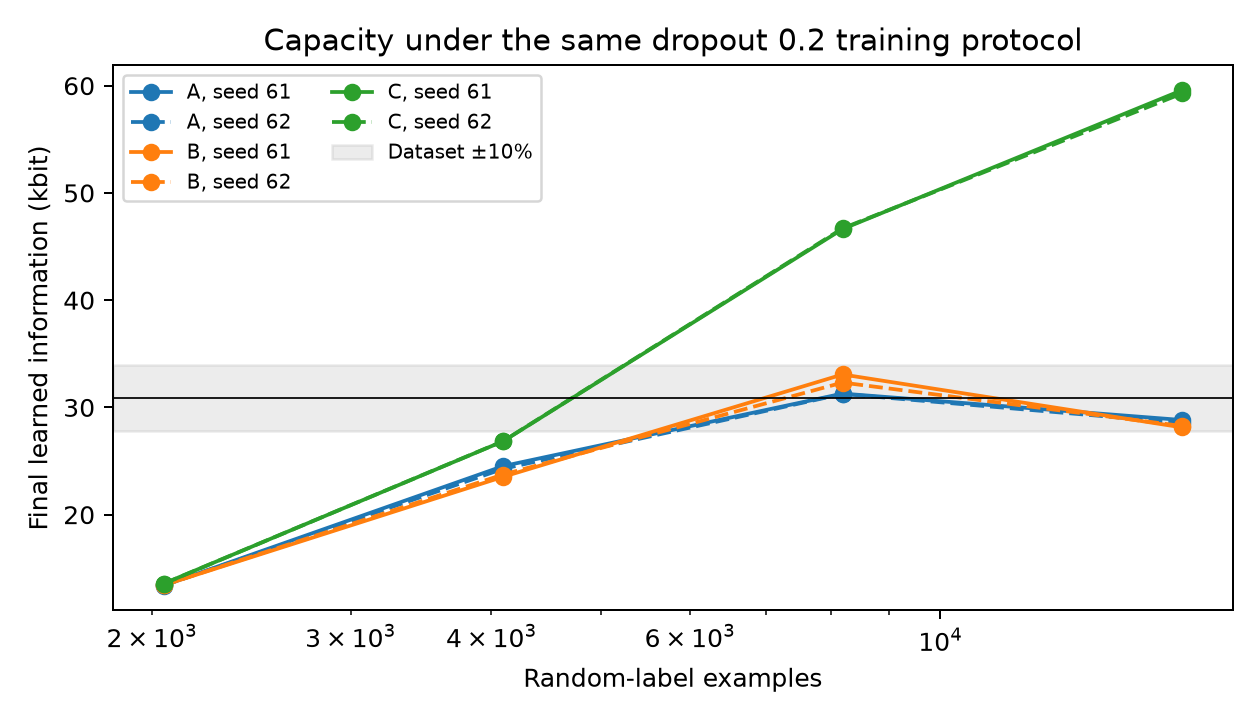 Capacity under the same dropout 0.2 training protocol
Final learned information (kbit)
60
50
40
30
20
A, seed 61
A, seed 62
B, seed 61
B, seed 62
C, seed 61
C, seed 62
Dataset ±10%
2 × 10³
3 × 10³
4 × 10³
6 × 10³
10⁴
Random-label examples